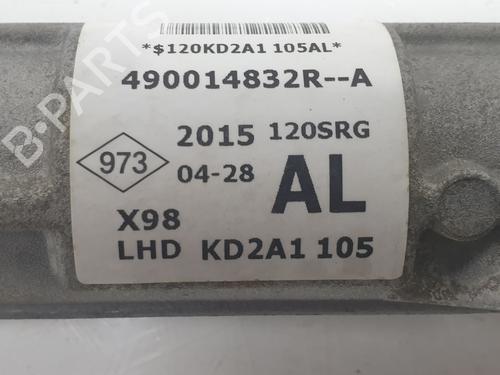 *$120KD2A1 105AL*
490014832R--A
2015 120SRG
973
04-28
AL
X98
LHD KD2A1 105
B-PARTS